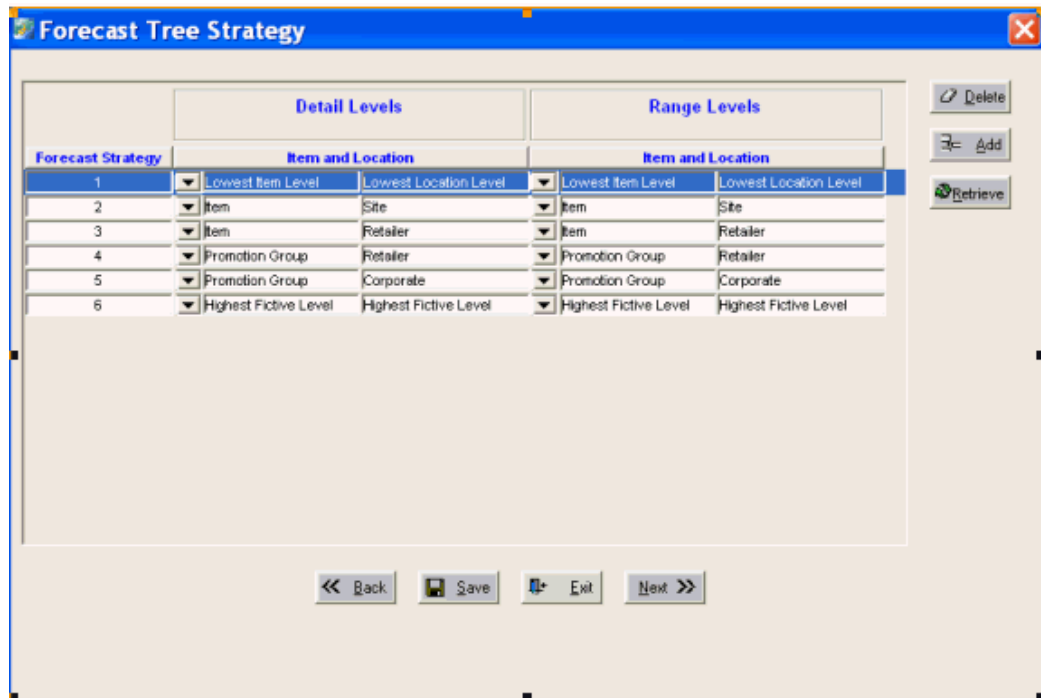 Forecast Tree Strategy
Detail Levels Range Levels
Forecast Strategy Item and Location Item and Location
1 Lowest Item Level Lowest Location Level Lowest Item Level Lowest Location Level
2 Item Site Item Site
3 Item Retailer Item Retailer
4 Promotion Group Retailer Promotion Group Retailer
5 Promotion Group Corporate Promotion Group Corporate
6 Highest Fictive Level Highest Fictive Level Highest Fictive Level Highest Fictive Level
Delete
Add
Retrieve
Back Save Exit Next